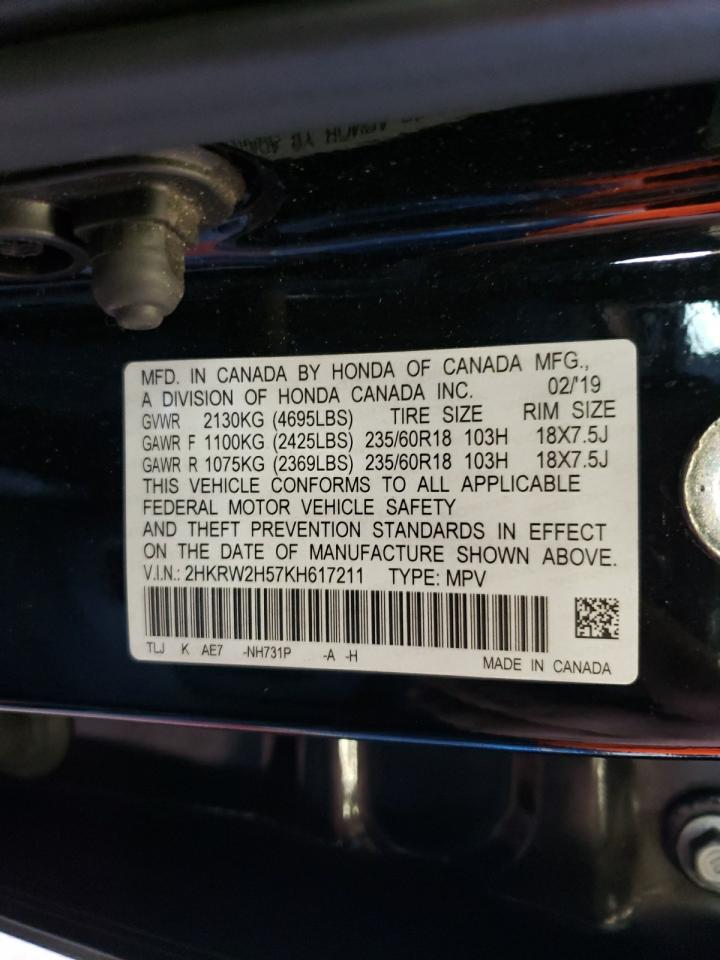 MFD. IN CANADA BY HONDA OF CANADA MFG.,
A DIVISION OF HONDA CANADA INC. 02/'19
GVWR 2130KG (4695LBS) TIRE SIZE RIM SIZE
GAWR F 1100KG (2425LBS) 235/60R18 103H 18X7.5J
GAWR R 1075KG (2369LBS) 235/60R18 103H 18X7.5J
THIS VEHICLE CONFORMS TO ALL APPLICABLE
FEDERAL MOTOR VEHICLE SAFETY
AND THEFT PREVENTION STANDARDS IN EFFECT
ON THE DATE OF MANUFACTURE SHOWN ABOVE.
V.I.N.: 2HKRW2H57KH617211 TYPE: MPV
TLJ K AE7 -NH731P -A -H
MADE IN CANADA